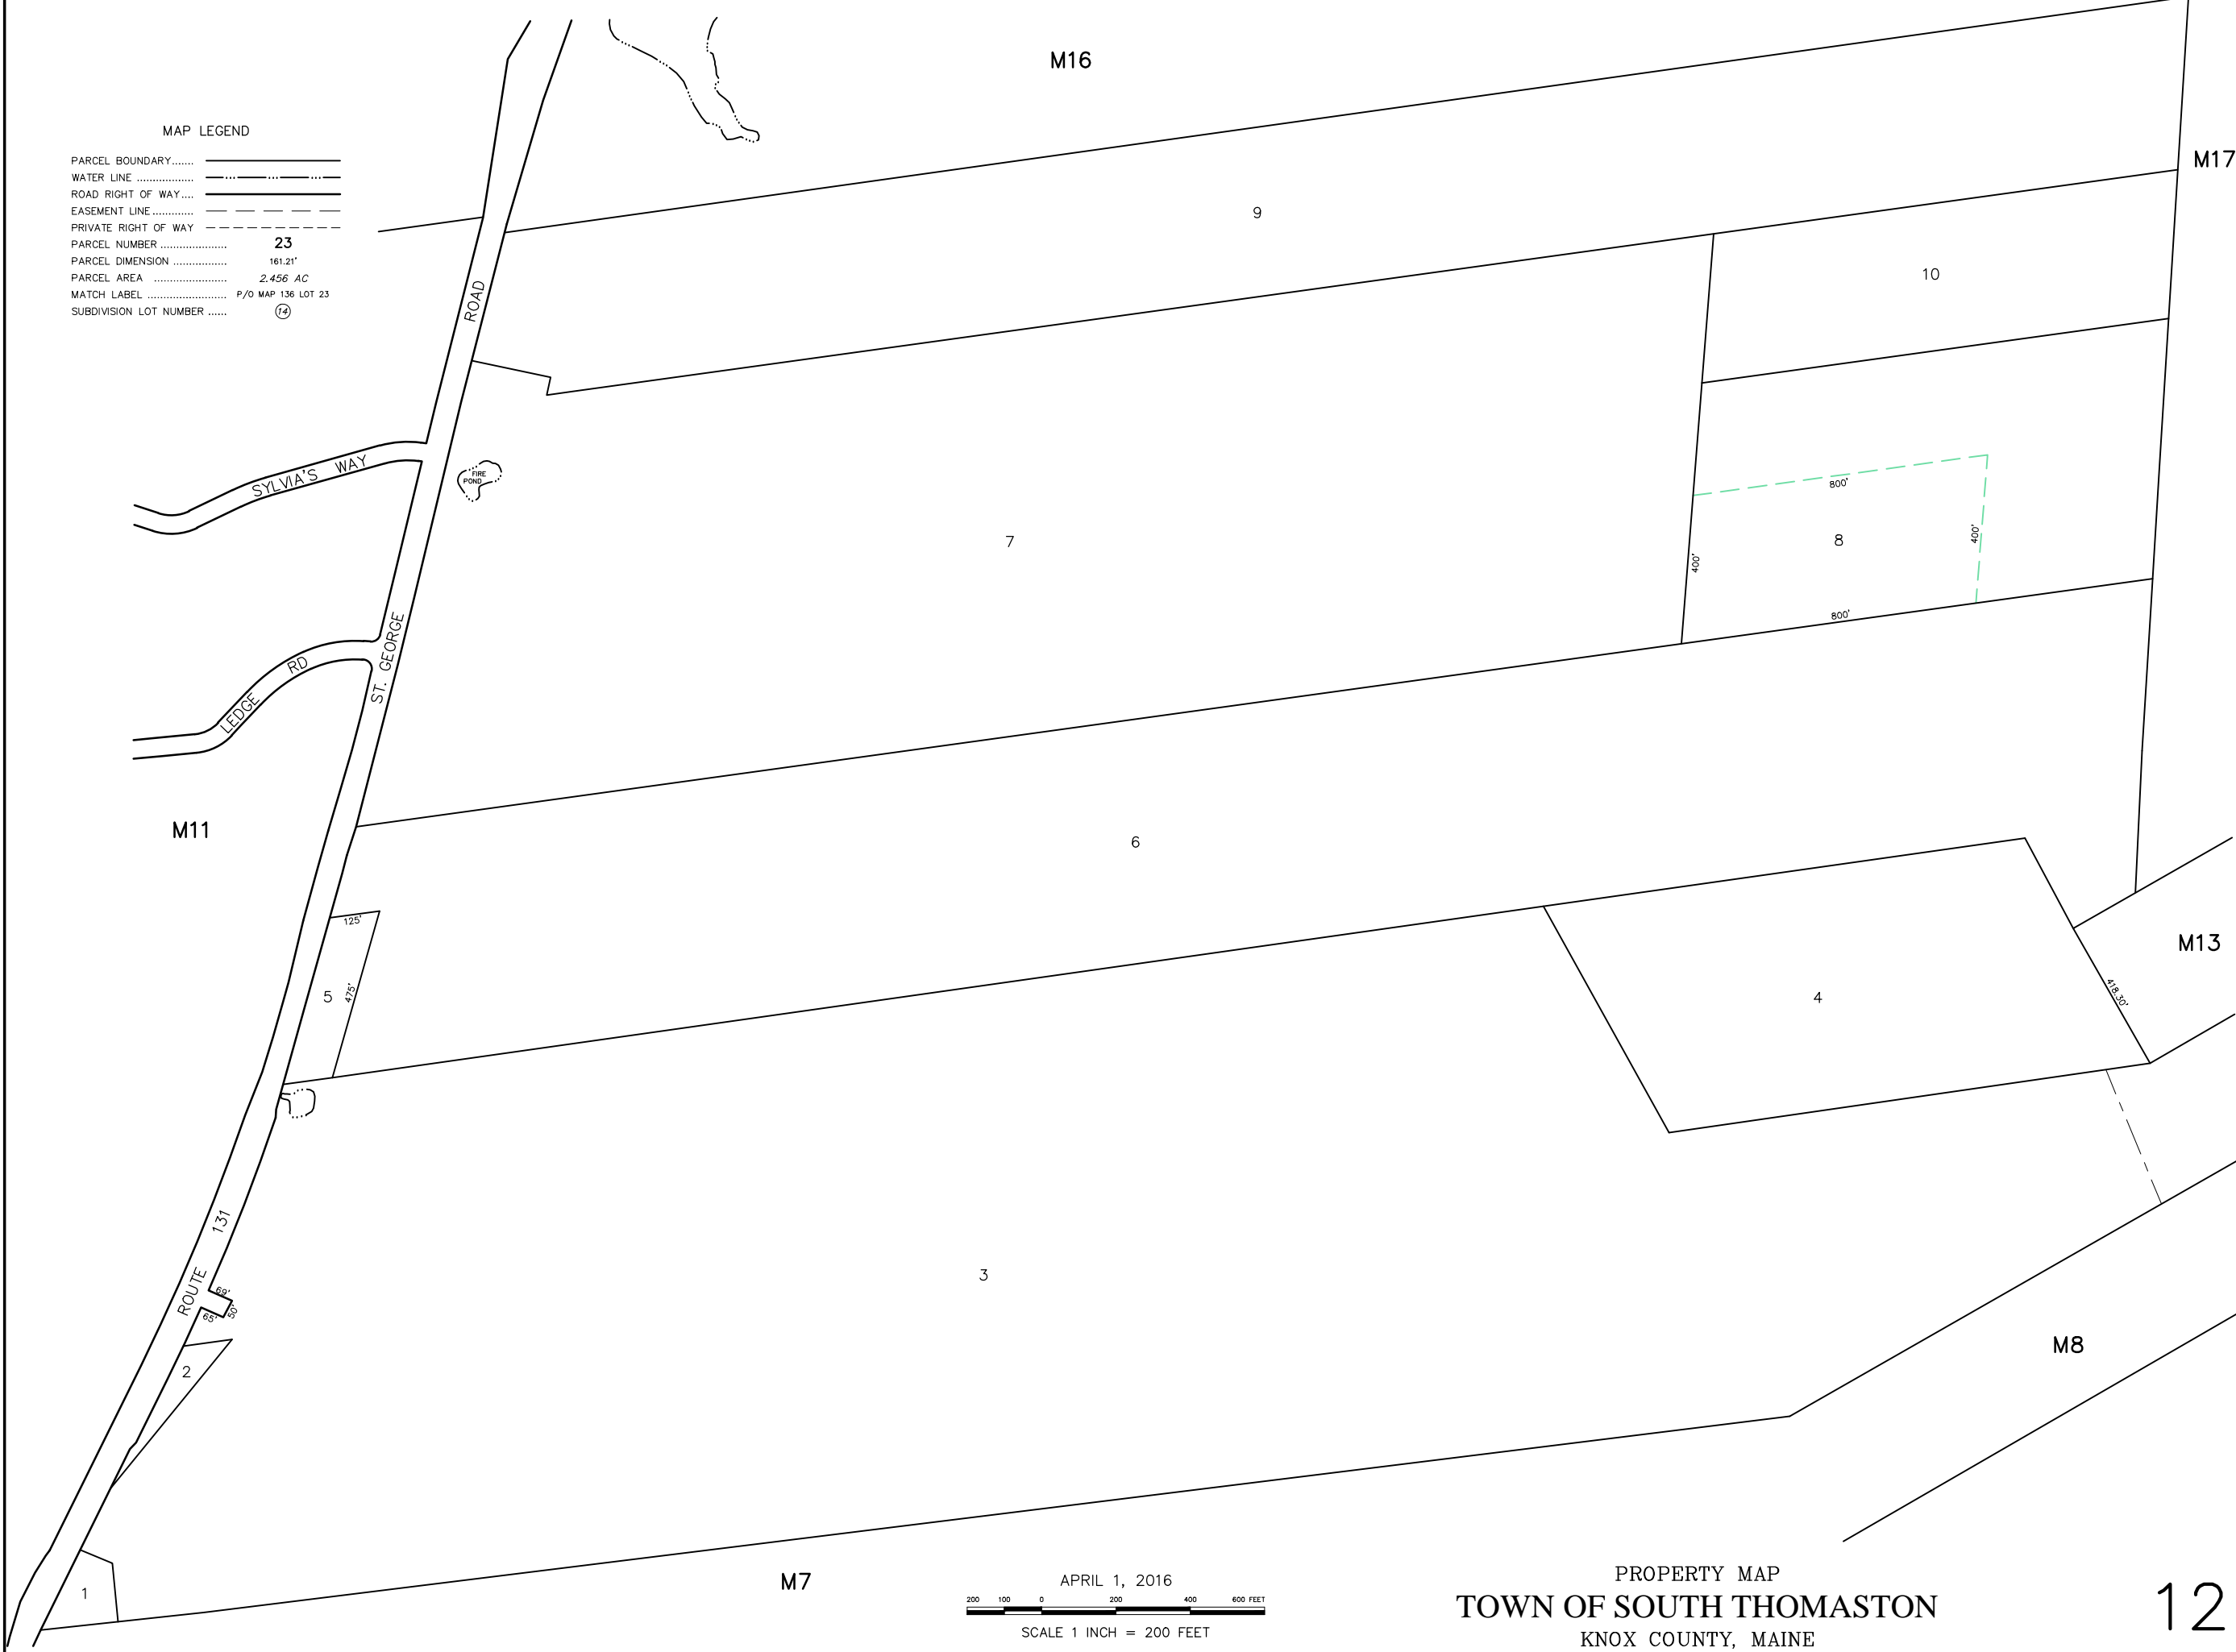 M16
MAP LEGEND
PARCEL BOUNDARY.......
WATER LINE ..................
ROAD RIGHT OF WAY....
EASEMENT LINE.............
PRIVATE RIGHT OF WAY
PARCEL NUMBER ..................... 23
PARCEL DIMENSION ................. 161.21'
PARCEL AREA ....................... 2.456 AC
MATCH LABEL ......................... P/O MAP 136 LOT 23
SUBDIVISION LOT NUMBER ...... 14
M17
9
10
ROAD
SYLVIA'S WAY
FIRE
POND
800'
400'
8
400'
800'
7
ST. GEORGE
LEDGE RD
M11
6
125'
5
475'
4
M13
418.30'
ROUTE 131
69'
50'
65'
3
2
M8
1
M7
APRIL 1, 2016
200 100 0 200 400 600 FEET
SCALE 1 INCH = 200 FEET
PROPERTY MAP
TOWN OF SOUTH THOMASTON
KNOX COUNTY, MAINE
12